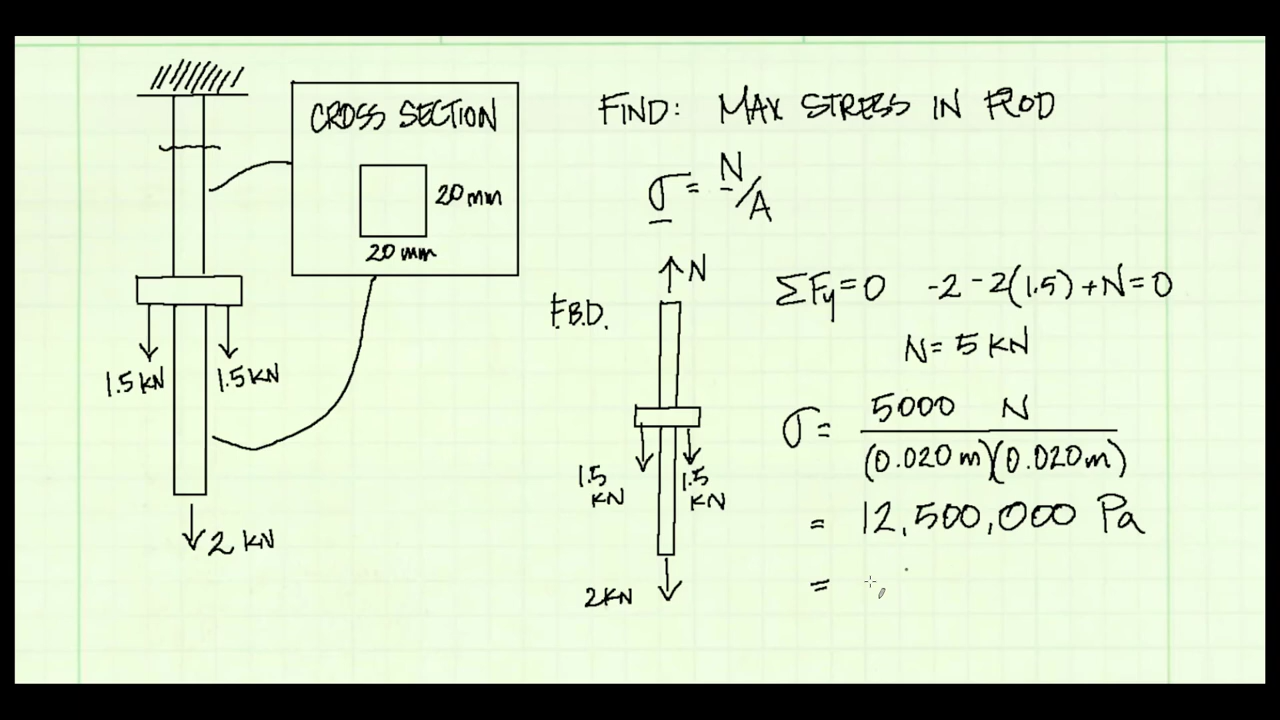 CROSS SECTION
20 mm
20 mm
1.5 kN
1.5 kN
2 kN
FIND: MAX STRESS IN ROD
σ = N/A
N
F.B.D.
1.5 kN
1.5 kN
2 kN
ΣFy = 0 -2 - 2(1.5) + N = 0
N = 5 kN
σ = 5000 N / (0.020 m)(0.020 m)
= 12,500,000 Pa
=